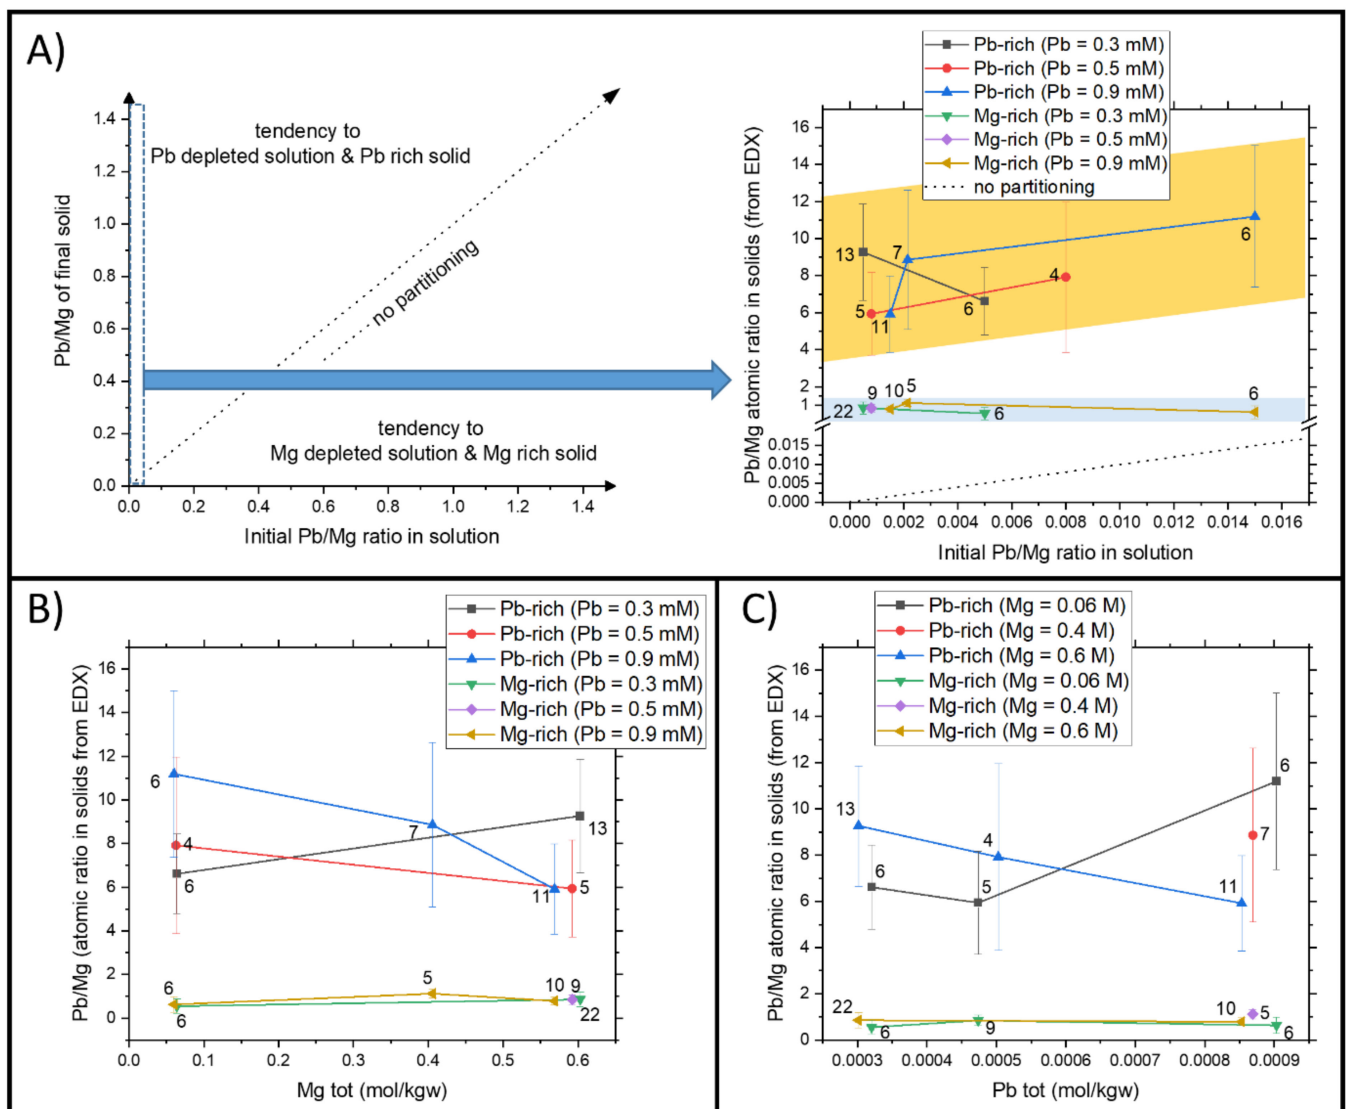 A)
Pb/Mg of final solid
1.4
1.2
1.0
0.8
0.6
0.4
0.2
0.0
tendency to
Pb depleted solution & Pb rich solid
no partitioning
tendency to
Mg depleted solution & Mg rich solid
0.0 0.2 0.4 0.6 0.8 1.0 1.2 1.4
Initial Pb/Mg ratio in solution
Pb-rich (Pb = 0.3 mM)
Pb-rich (Pb = 0.5 mM)
Pb-rich (Pb = 0.9 mM)
Mg-rich (Pb = 0.3 mM)
Mg-rich (Pb = 0.5 mM)
Mg-rich (Pb = 0.9 mM)
no partitioning
Pb/Mg atomic ratio in solids (from EDX)
16
14
12
10
8
6
4
2
1
0.015
0.010
0.005
0.000
13
7
6
4
5
11
6
22
9
10
5
6
6
0.000 0.002 0.004 0.006 0.008 0.010 0.012 0.014 0.016
Initial Pb/Mg ratio in solution
B)
Pb-rich (Pb = 0.3 mM)
Pb-rich (Pb = 0.5 mM)
Pb-rich (Pb = 0.9 mM)
Mg-rich (Pb = 0.3 mM)
Mg-rich (Pb = 0.5 mM)
Mg-rich (Pb = 0.9 mM)
Pb/Mg (atomic ratio in solids from EDX)
16
14
12
10
8
6
4
2
0
6
4
6
7
13
11
5
6
6
5
10
9
22
0.0 0.1 0.2 0.3 0.4 0.5 0.6
Mg tot (mol/kgw)
C)
Pb-rich (Mg = 0.06 M)
Pb-rich (Mg = 0.4 M)
Pb-rich (Mg = 0.6 M)
Mg-rich (Mg = 0.06 M)
Mg-rich (Mg = 0.4 M)
Mg-rich (Mg = 0.6 M)
Pb/Mg atomic ratio in solids (from EDX)
16
14
12
10
8
6
4
2
0
13
6
4
5
6
7
11
22
6
9
10
5
6
0.0003 0.0004 0.0005 0.0006 0.0007 0.0008 0.0009
Pb tot (mol/kgw)